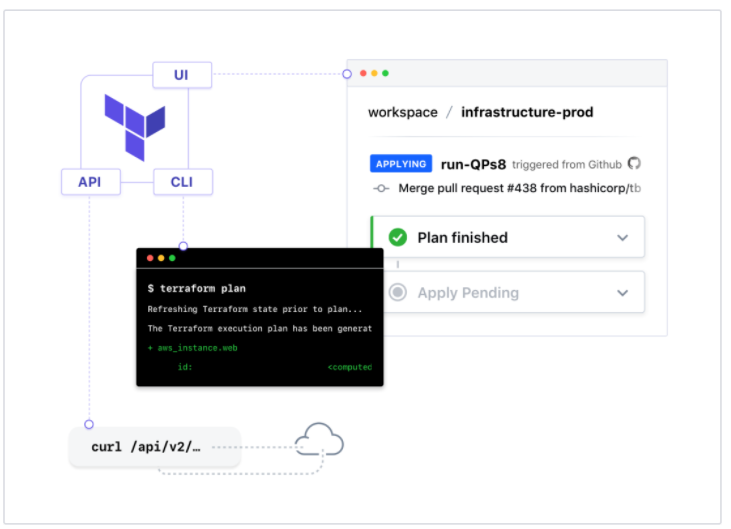 UI
API
CLI
workspace / infrastructure-prod
APPLYING run-QPs8 triggered from Github
Merge pull request #438 from hashicorp/tb
Plan finished
Apply Pending
$ terraform plan
Refreshing Terraform state prior to plan...
The Terraform execution plan has been generat
+ aws_instance.web
id: <computed
curl /api/v2/…